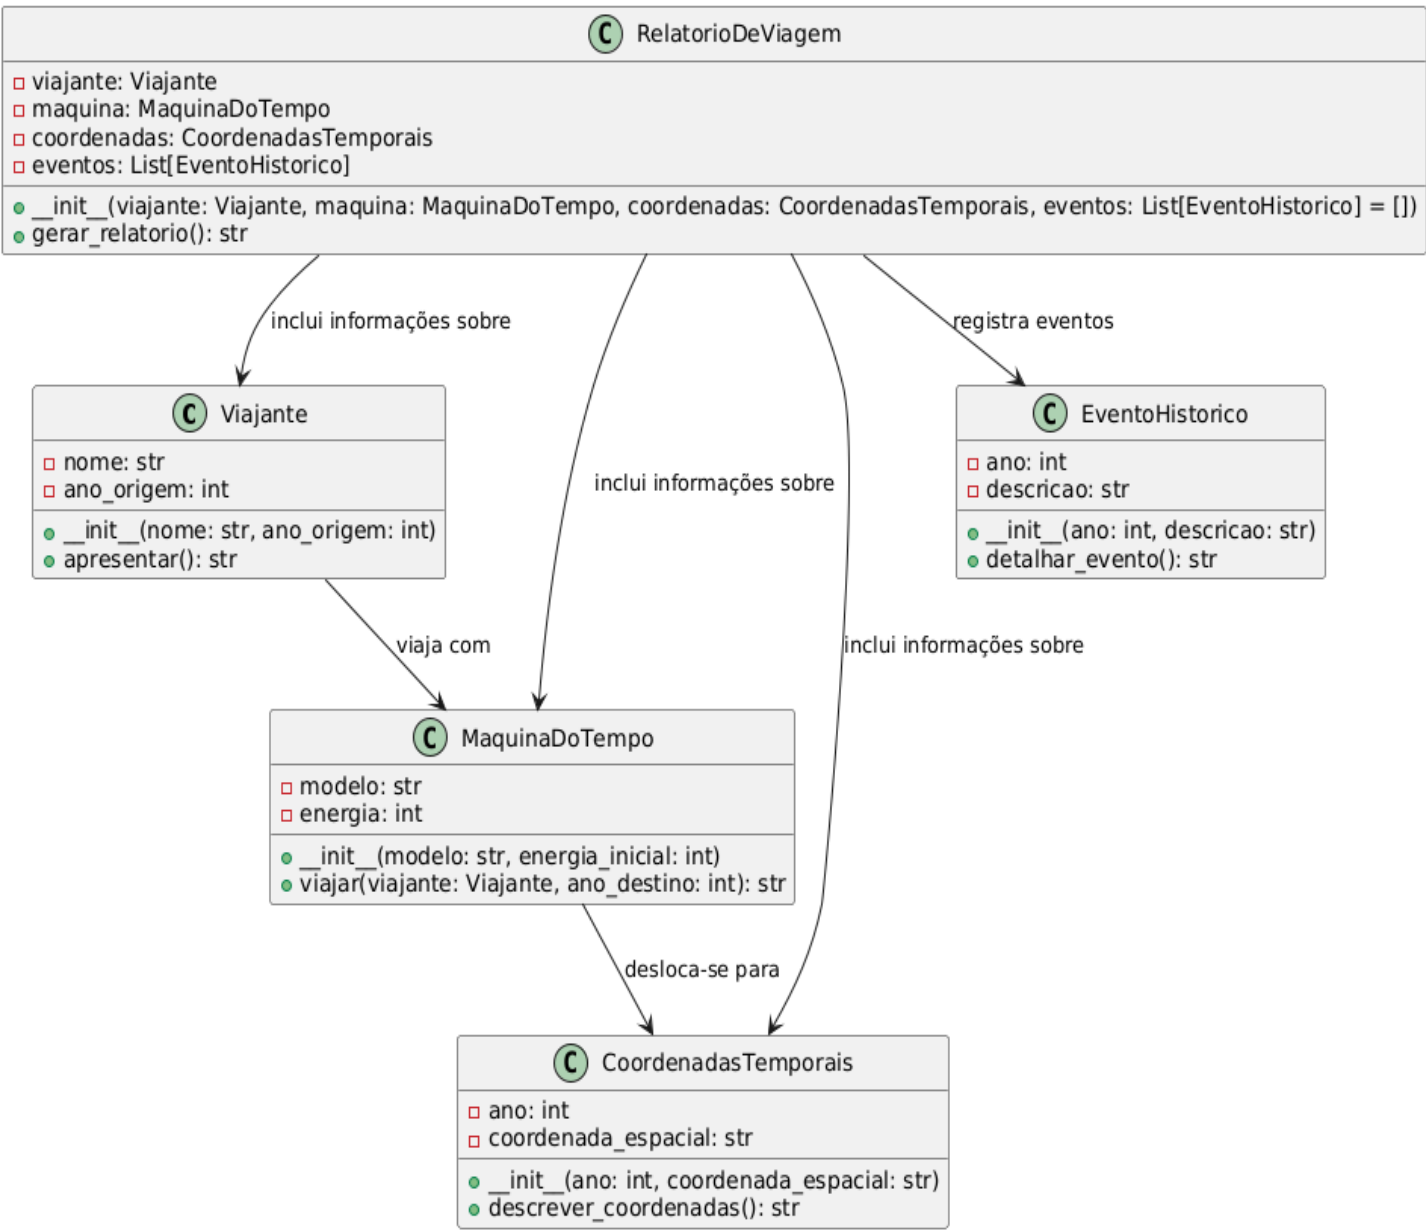 C RelatorioDeViagem
viajante: Viajante
maquina: MaquinaDoTempo
coordenadas: CoordenadasTemporais
eventos: List[EventoHistorico]
__init__(viajante: Viajante, maquina: MaquinaDoTempo, coordenadas: CoordenadasTemporais, eventos: List[EventoHistorico] = [])
gerar_relatorio(): str
inclui informações sobre
registra eventos
C Viajante
nome: str
ano_origem: int
__init__(nome: str, ano_origem: int)
apresentar(): str
inclui informações sobre
C EventoHistorico
ano: int
descricao: str
__init__(ano: int, descricao: str)
detalhar_evento(): str
viaja com
inclui informações sobre
C MaquinaDoTempo
modelo: str
energia: int
__init__(modelo: str, energia_inicial: int)
viajar(viajante: Viajante, ano_destino: int): str
desloca-se para
C CoordenadasTemporais
ano: int
coordenada_espacial: str
__init__(ano: int, coordenada_espacial: str)
descrever_coordenadas(): str